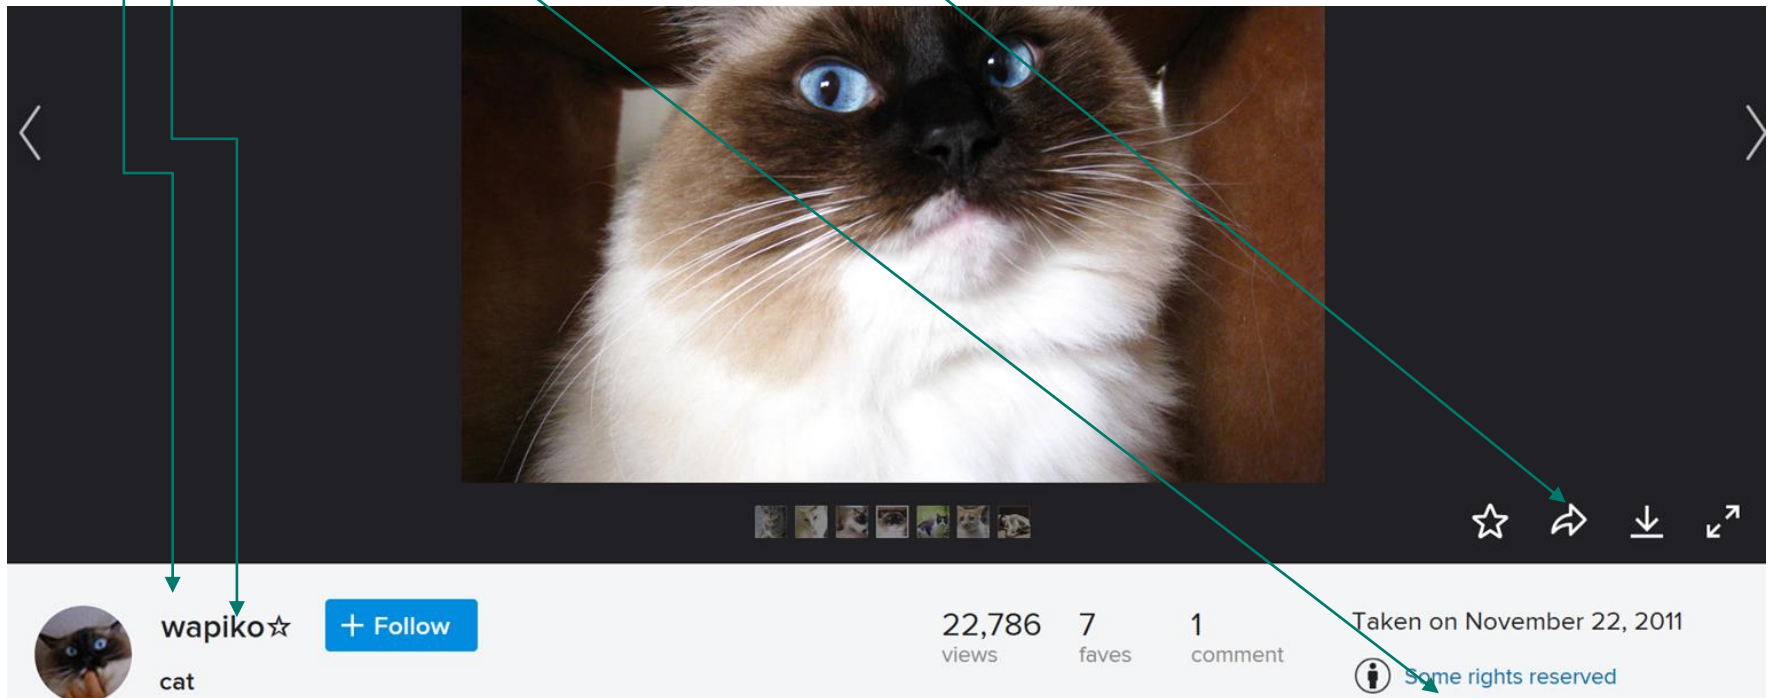 wapiko☆
+ Follow
cat
22,786
views
7
faves
1
comment
Taken on November 22, 2011
Some rights reserved